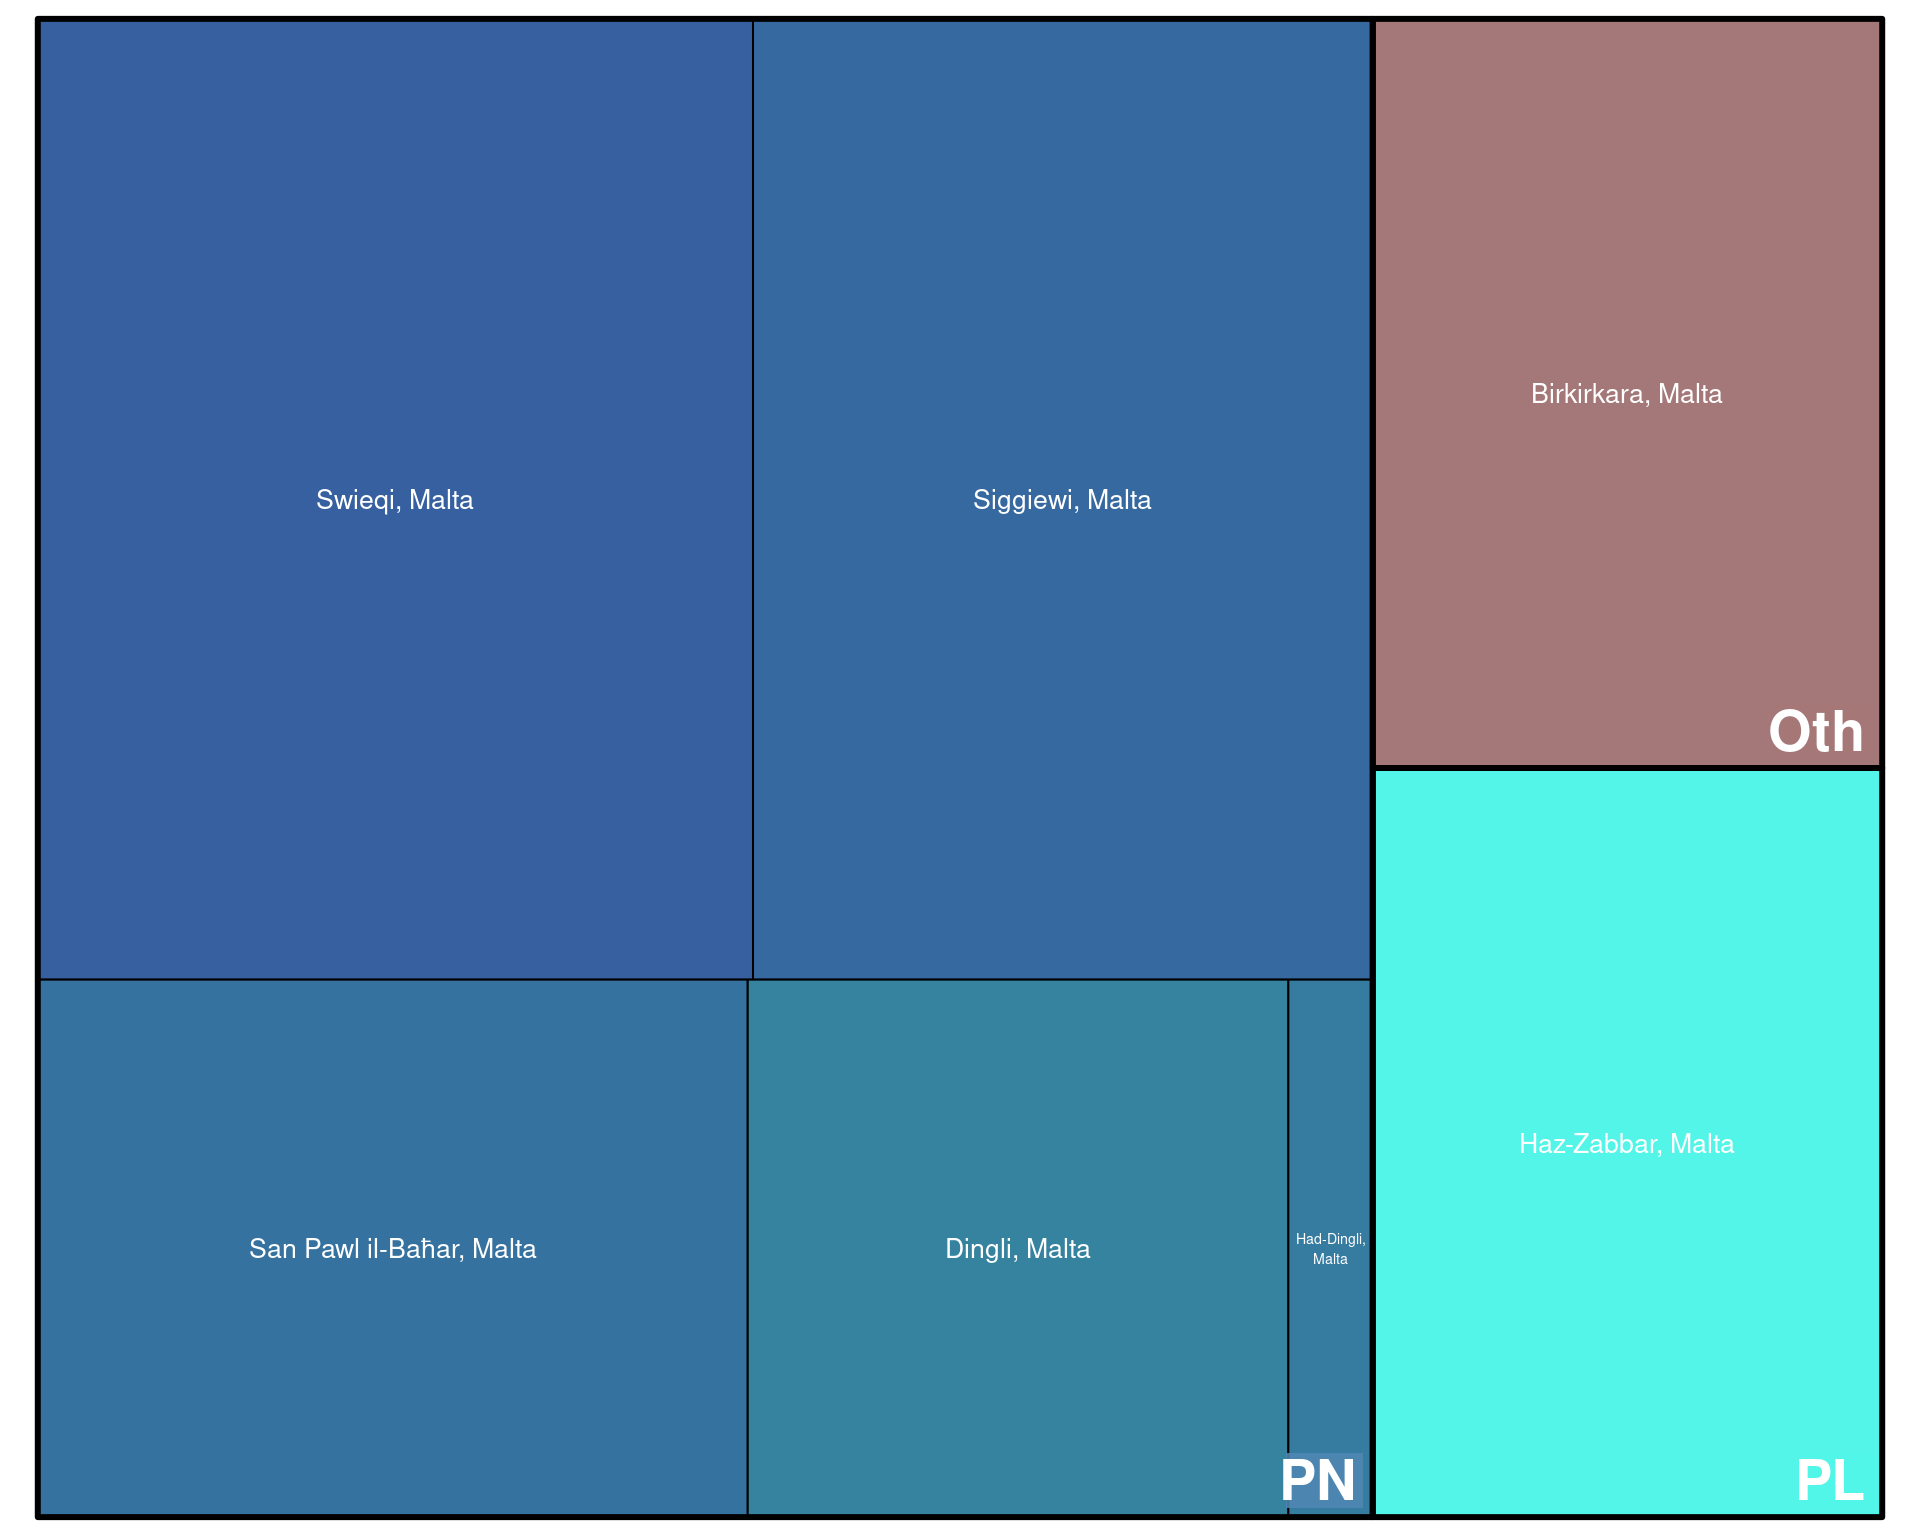 Swieqi, Malta
Siggiewi, Malta
Birkirkara, Malta
Oth
San Pawl il-Baħar, Malta
Dingli, Malta
Had-Dingli,
Malta
PN
Haz-Zabbar, Malta
PL